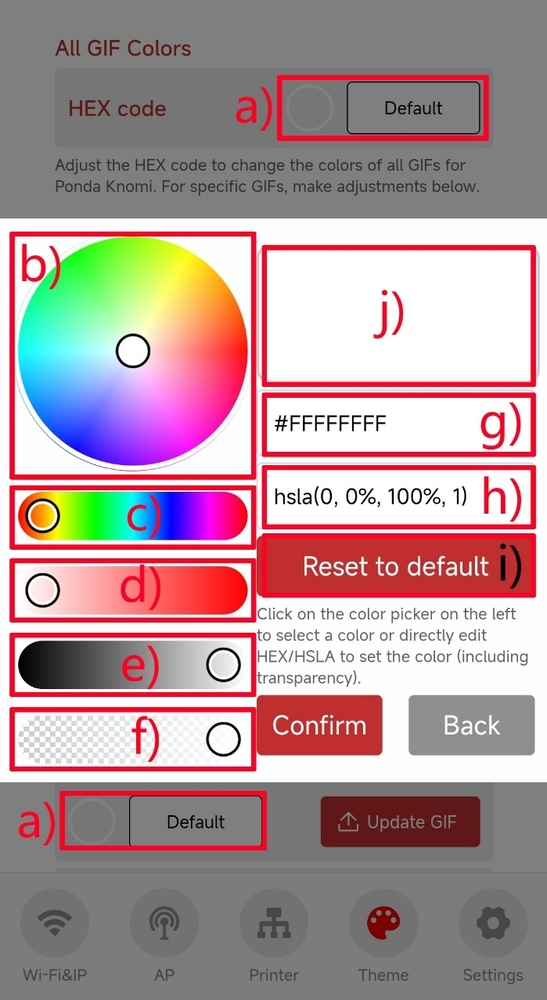 All GIF Colors
HEX code
a)
Default
Adjust the HEX code to change the colors of all GIFs for
Ponda Knomi. For specific GIFs, make adjustments below.
b)
c)
d)
e)
f)
j)
#FFFFFFFF
g)
hsla(0, 0%, 100%, 1)
h)
Reset to default
i)
Click on the color picker on the left
to select a color or directly edit
HEX/HSLA to set the color (including
transparency).
Confirm
Back
a)
Default
Update GIF
Wi-Fi&IP
AP
Printer
Theme
Settings